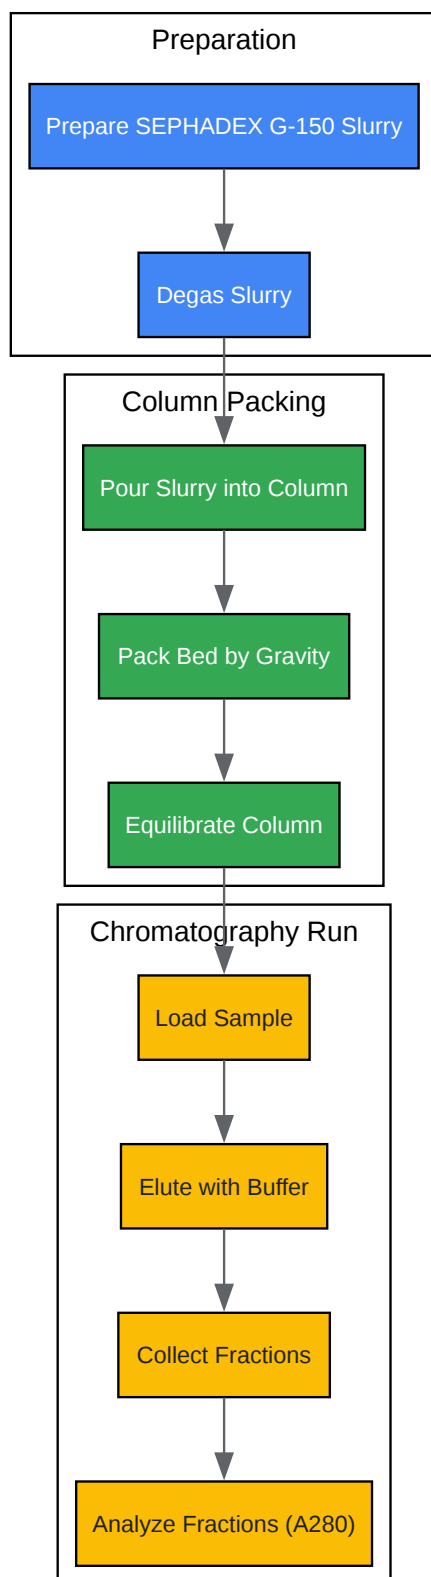 Preparation
Prepare SEPHADEX G-150 Slurry
Degas Slurry
Column Packing
Pour Slurry into Column
Pack Bed by Gravity
Equilibrate Column
Chromatography Run
Load Sample
Elute with Buffer
Collect Fractions
Analyze Fractions (A280)